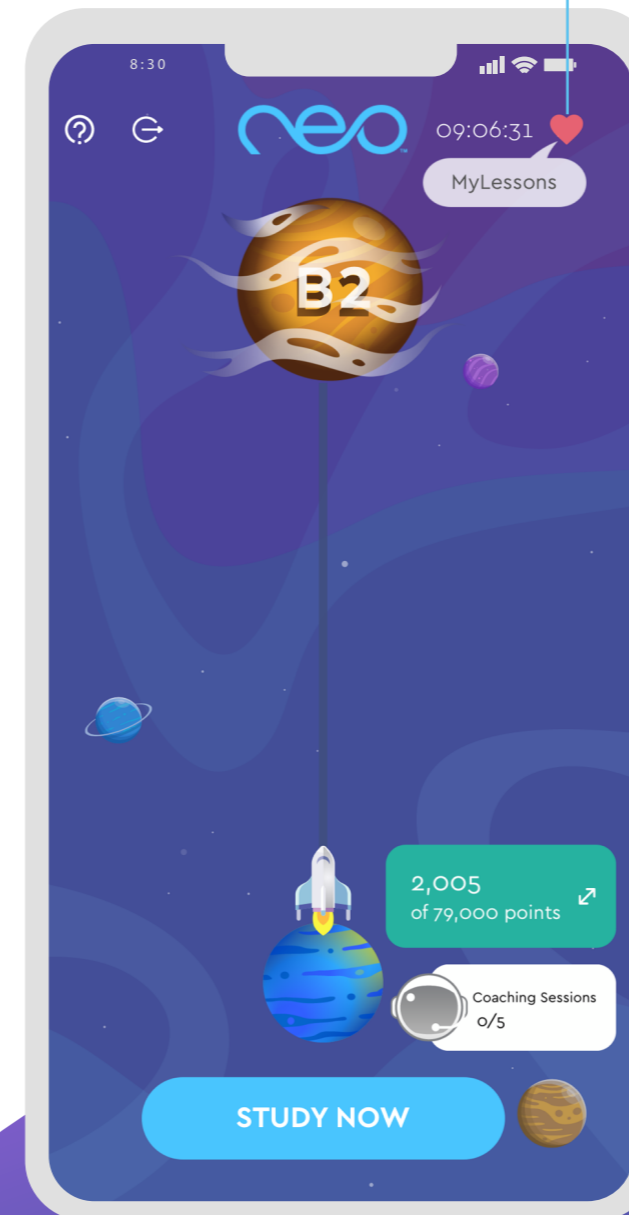 8:30
neo
09:06:31
MyLessons
B2
2,005
of 79,000 points
Coaching Sessions
0/5
STUDY NOW